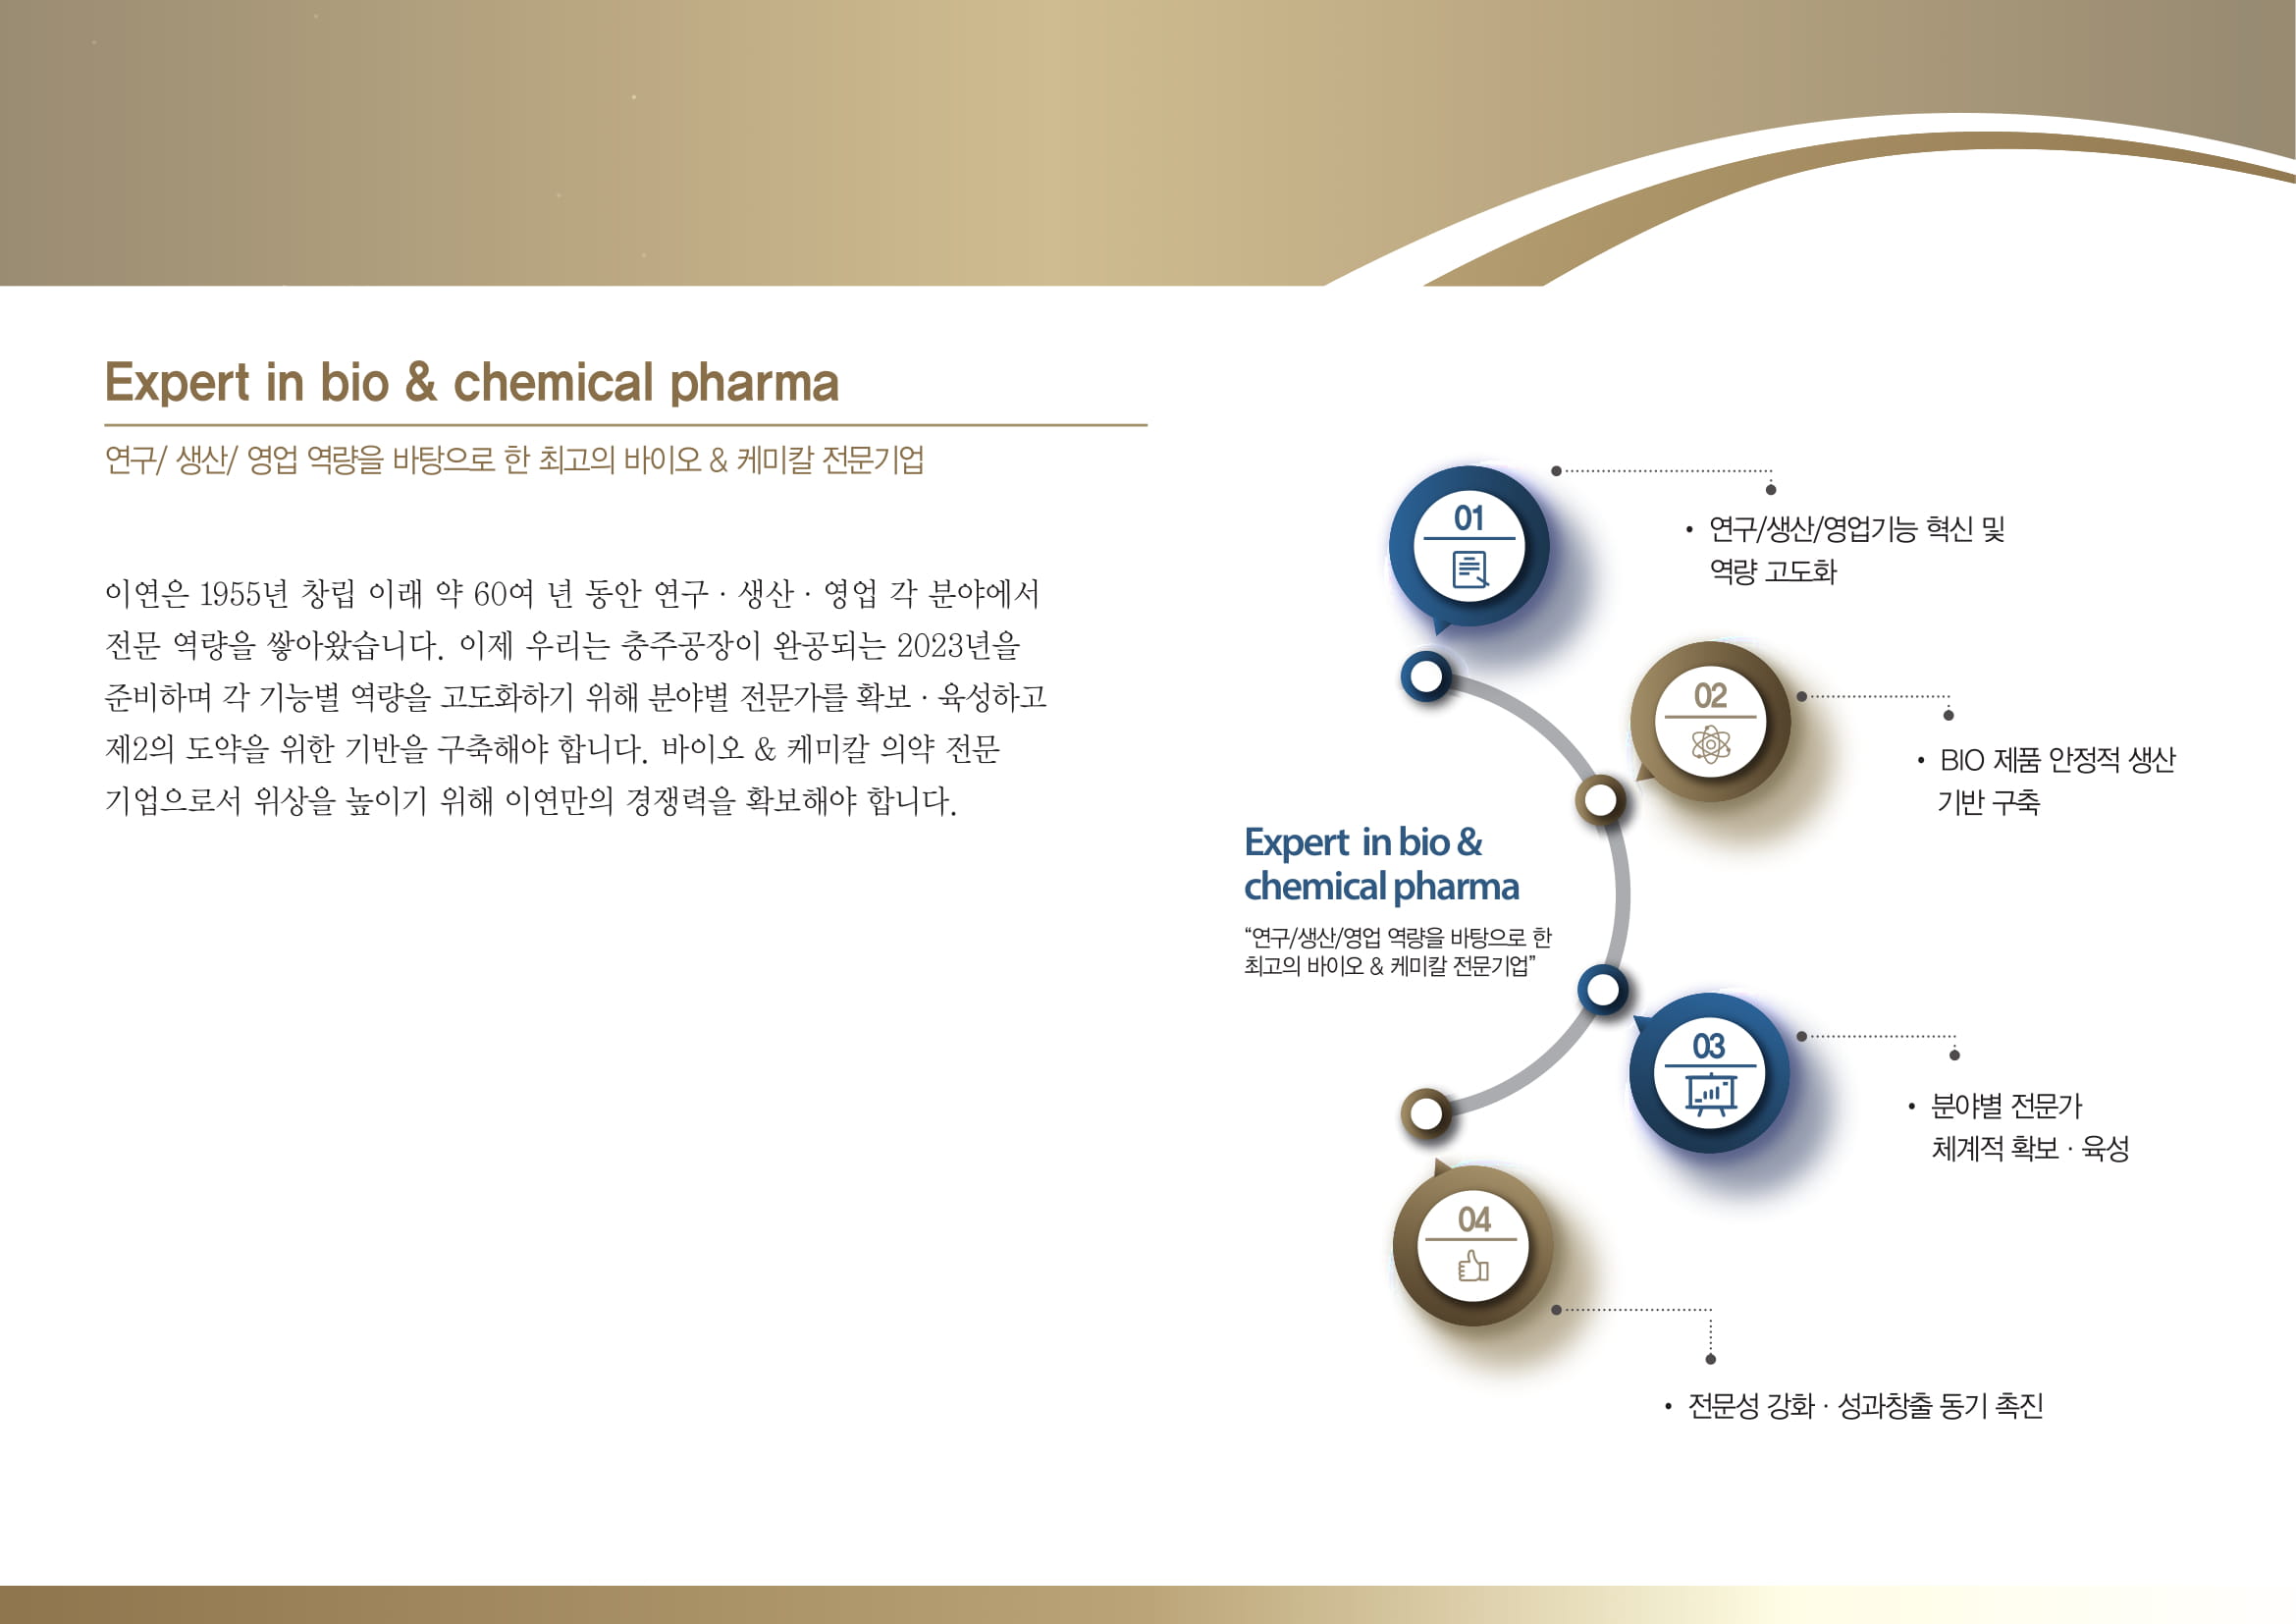 Expert in bio & chemical pharma
연구/ 생산/ 영업 역량을 바탕으로 한 최고의 바이오 & 케미칼 전문기업
이연은 1955년 창립 이래 약 60여 년 동안 연구 · 생산 · 영업 각 분야에서
전문 역량을 쌓아왔습니다. 이제 우리는 충주공장이 완공되는 2023년을
준비하며 각 기능별 역량을 고도화하기 위해 분야별 전문가를 확보 · 육성하고
제2의 도약을 위한 기반을 구축해야 합니다. 바이오 & 케미칼 의약 전문
기업으로서 위상을 높이기 위해 이연만의 경쟁력을 확보해야 합니다.
Expert in bio &
chemical pharma
“연구/생산/영업 역량을 바탕으로 한
최고의 바이오 & 케미칼 전문기업”
01
• 연구/생산/영업기능 혁신 및
역량 고도화
02
• BIO 제품 안정적 생산
기반 구축
03
• 분야별 전문가
체계적 확보 · 육성
04
• 전문성 강화 · 성과창출 동기 촉진